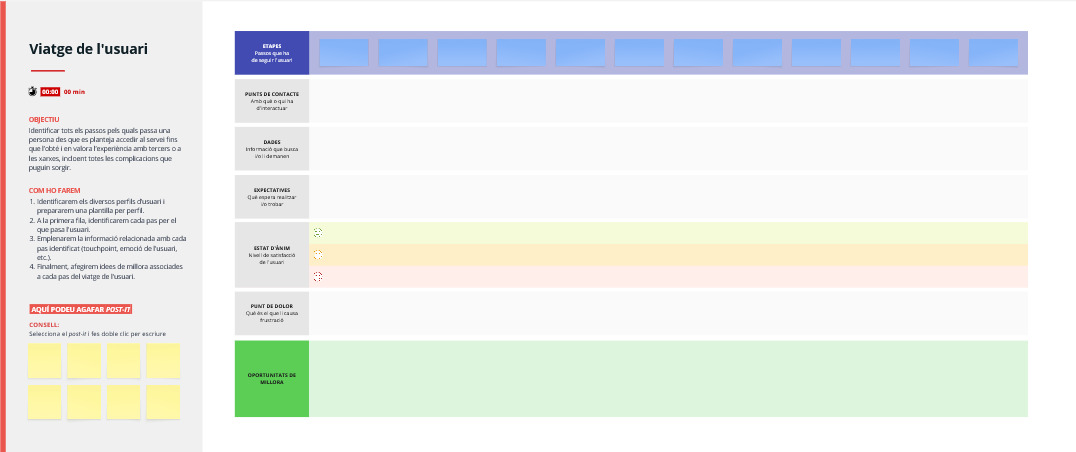 Viatge de l'usuari
00:00 00 min
OBJECTIU
Identificar tots els passos pels quals passa una
persona des que es planteja accedir al servei fins
que l'obté i en valora l'experiència amb tercers o a
les xarxes, incloent totes les complicacions que
puguin sorgir.
COM HO FAREM
1. Identificarem els diversos perfils d'usuari i
prepararem una plantilla per perfil.
2. A la primera fila, identificarem cada pas per el
que pasa l'usuari.
3. Emplenarem la informació relacionada amb cada
pas identificat (touchpoint, emoció de l'usuari,
etc.).
4. Finalment, afegirem idees de millora associades
a cada pas del viatge de l'usuari.
AQUÍ PODEU AGAFAR POST-IT
CONSELL:
Selecciona el post-it i fes doble clic per escriure
ETAPES
Passos que ha
de seguir l'usuari
PUNTS DE CONTACTE
Amb què o qui ha
d'interactuar
DADES
Informació que busca
i/o li demanen
EXPECTATIVES
Què espera realitzar
i/o trobar
ESTAT D'ÀNIM
Nivell de satisfacció
de l'usuari
PUNT DE DOLOR
Què és el que li causa
frustració
OPORTUNITATS DE
MILLORA